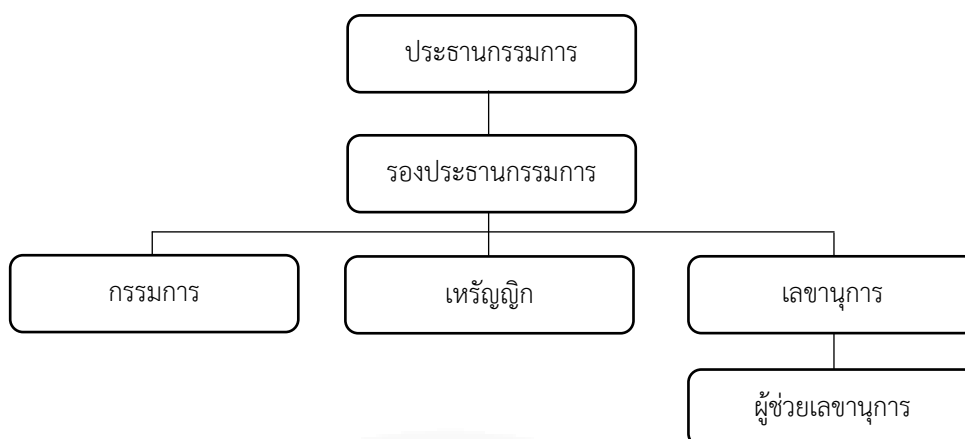 ประธานกรรมการ
รองประธานกรรมการ
กรรมการ
เหรัญญิก
เลขานุการ
ผู้ช่วยเลขานุการ